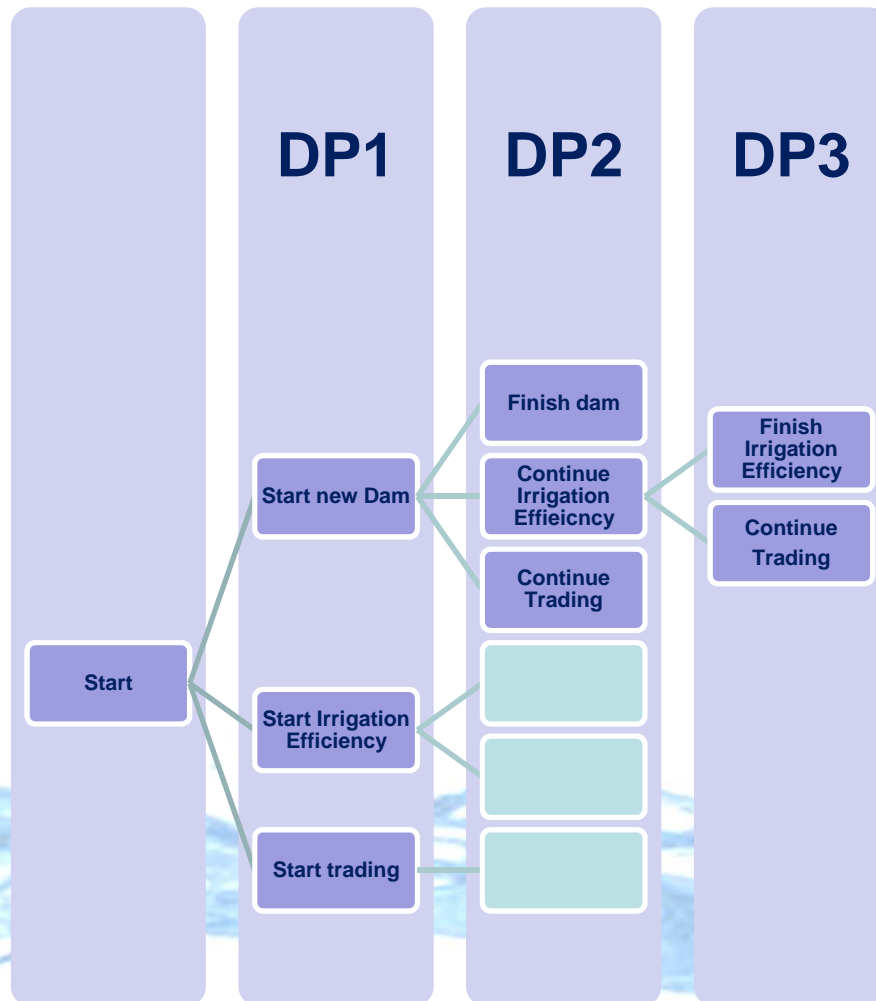 DP1
DP2
DP3
Finish dam
Finish
Irrigation
Efficiency
Start new Dam
Continue
Irrigation
Effieicncy
Continue
Trading
Continue
Trading
Start
Start Irrigation
Efficiency
Start trading